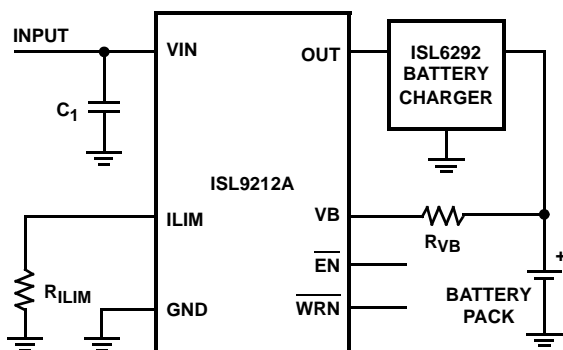 INPUT
VIN
OUT
ISL6292
BATTERY
CHARGER
C1
ISL9212A
ILIM
VB
RVB
EN
RILIM
GND
WRN
+
BATTERY
PACK